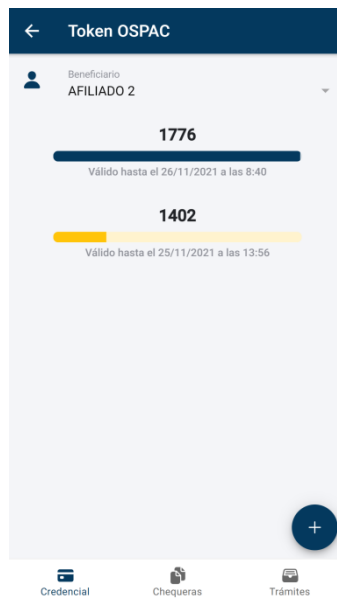 Token OSPAC
Beneficiario
AFILIADO 2
1776
Válido hasta el 26/11/2021 a las 8:40
1402
Válido hasta el 25/11/2021 a las 13:56
+
Credencial Chequeras Trámites